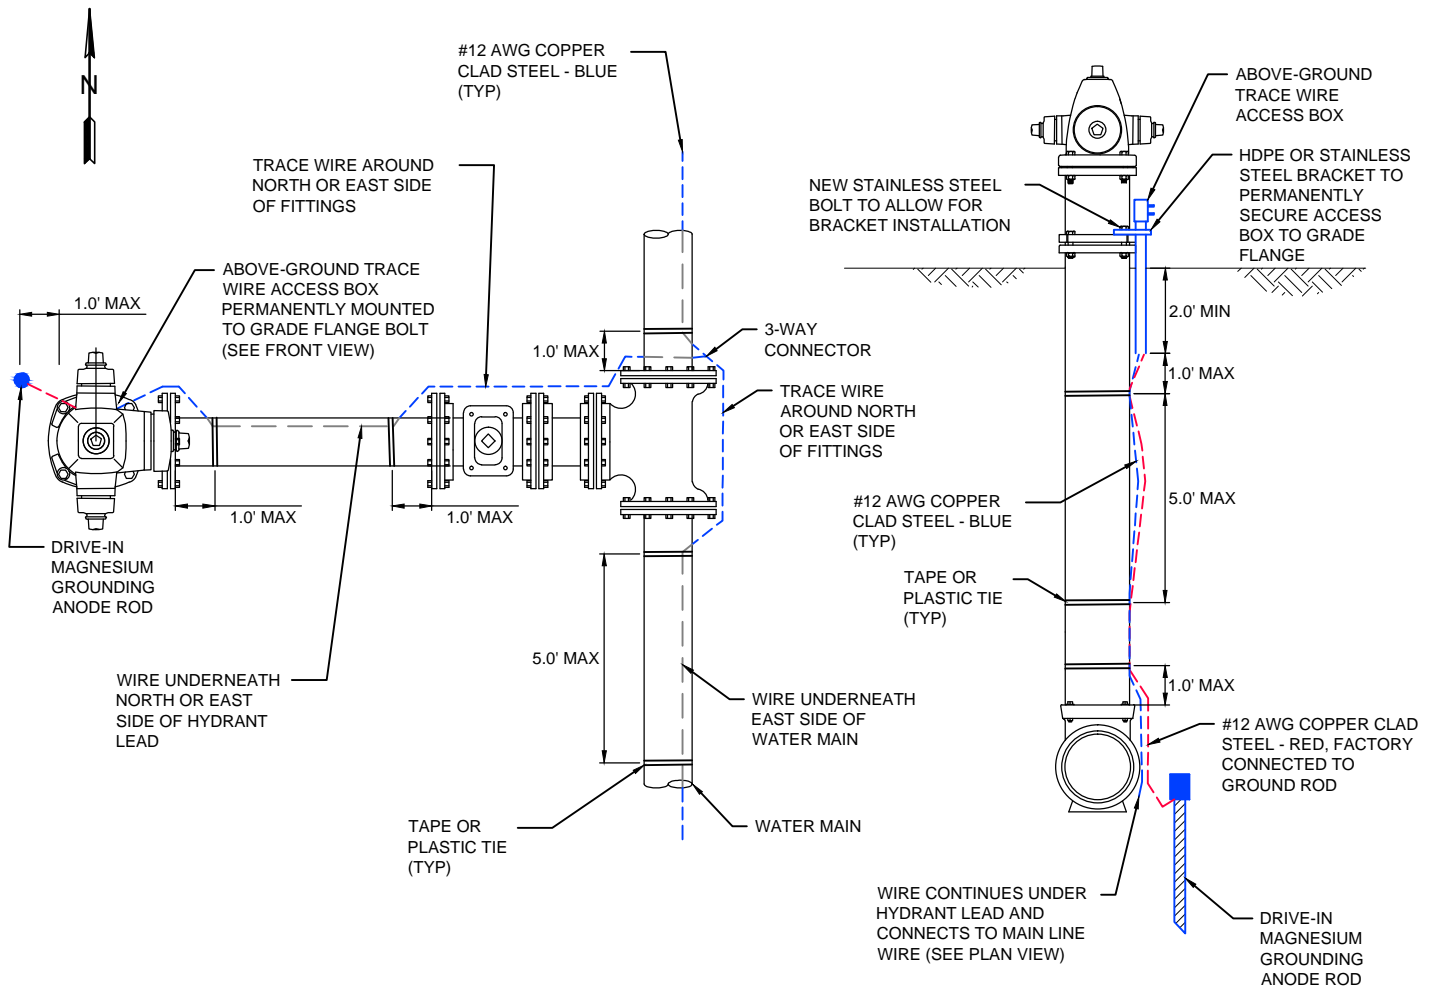 N
#12 AWG COPPER
CLAD STEEL - BLUE
(TYP)
TRACE WIRE AROUND
NORTH OR EAST SIDE
OF FITTINGS
ABOVE-GROUND TRACE
WIRE ACCESS BOX
PERMANENTLY MOUNTED
TO GRADE FLANGE BOLT
(SEE FRONT VIEW)
1.0' MAX
1.0' MAX
3-WAY
CONNECTOR
TRACE WIRE
AROUND NORTH
OR EAST SIDE
OF FITTINGS
1.0' MAX
1.0' MAX
DRIVE-IN
MAGNESIUM
GROUNDING
ANODE ROD
WIRE UNDERNEATH
NORTH OR EAST
SIDE OF HYDRANT
LEAD
5.0' MAX
WIRE UNDERNEATH
EAST SIDE OF
WATER MAIN
TAPE OR
PLASTIC TIE
(TYP)
WATER MAIN
ABOVE-GROUND
TRACE WIRE
ACCESS BOX
HDPE OR STAINLESS
STEEL BRACKET TO
PERMANENTLY
SECURE ACCESS
BOX TO GRADE
FLANGE
NEW STAINLESS STEEL
BOLT TO ALLOW FOR
BRACKET INSTALLATION
2.0' MIN
1.0' MAX
#12 AWG COPPER
CLAD STEEL - BLUE
(TYP)
5.0' MAX
TAPE OR
PLASTIC TIE
(TYP)
1.0' MAX
#12 AWG COPPER CLAD
STEEL - RED, FACTORY
CONNECTED TO
GROUND ROD
WIRE CONTINUES UNDER
HYDRANT LEAD AND
CONNECTS TO MAIN LINE
WIRE (SEE PLAN VIEW)
DRIVE-IN
MAGNESIUM
GROUNDING
ANODE ROD